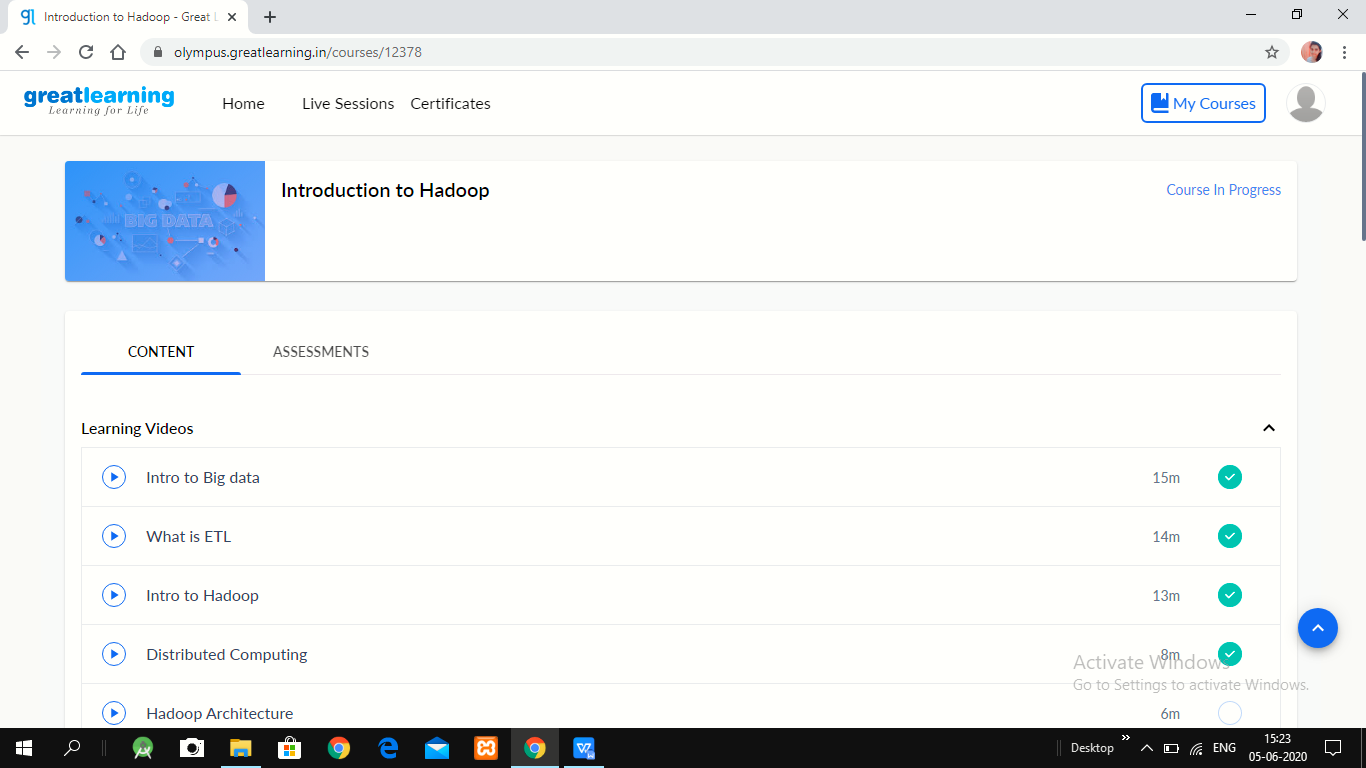 Introduction to Hadoop - Great L
olympus.greatlearning.in/courses/12378
greatlearning
Learning for Life
Home
Live Sessions
Certificates
My Courses
BIG DATA
Introduction to Hadoop
Course In Progress
CONTENT
ASSESSMENTS
Learning Videos
Intro to Big data 15m
What is ETL 14m
Intro to Hadoop 13m
Distributed Computing 8m
Activate Windows
Go to Settings to activate Windows.
Hadoop Architecture 6m
Desktop
ENG
15:23
05-06-2020